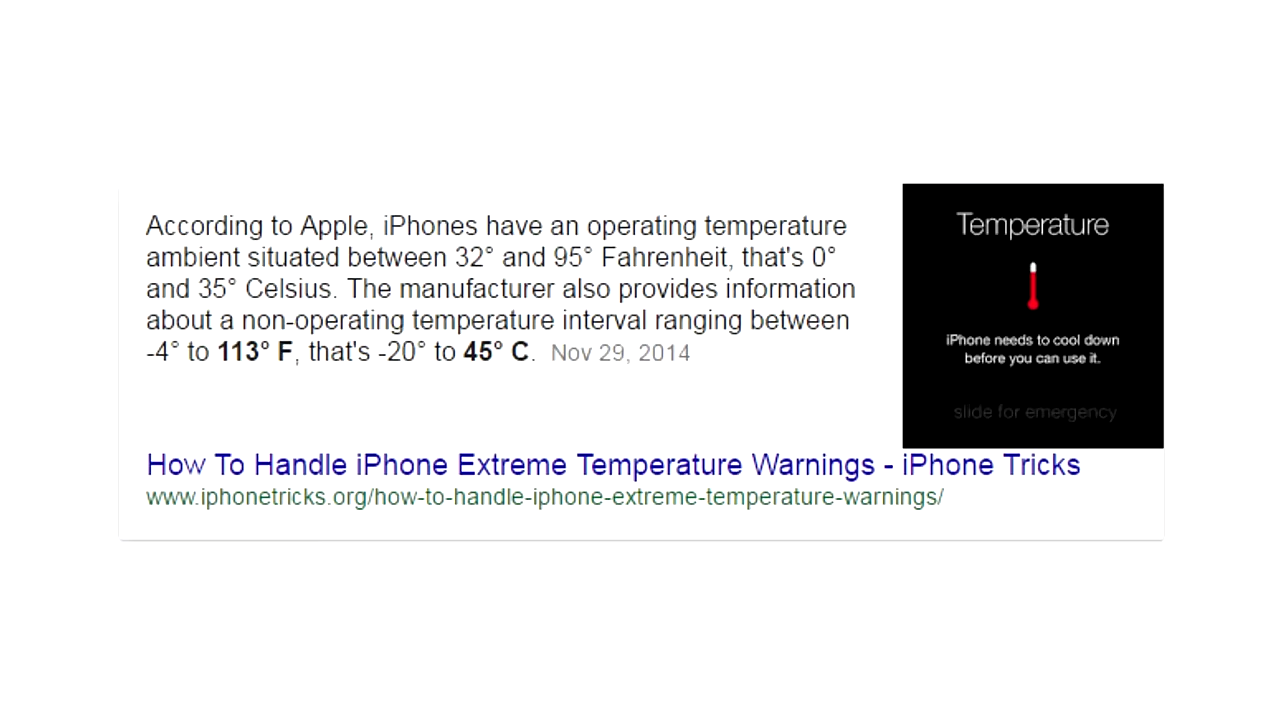 According to Apple, iPhones have an operating temperature
ambient situated between 32° and 95° Fahrenheit, that's 0°
and 35° Celsius. The manufacturer also provides information
about a non-operating temperature interval ranging between
-4° to 113° F, that's -20° to 45° C. Nov 29, 2014
Temperature
iPhone needs to cool down
before you can use it.
slide for emergency
How To Handle iPhone Extreme Temperature Warnings - iPhone Tricks
www.iphonetricks.org/how-to-handle-iphone-extreme-temperature-warnings/